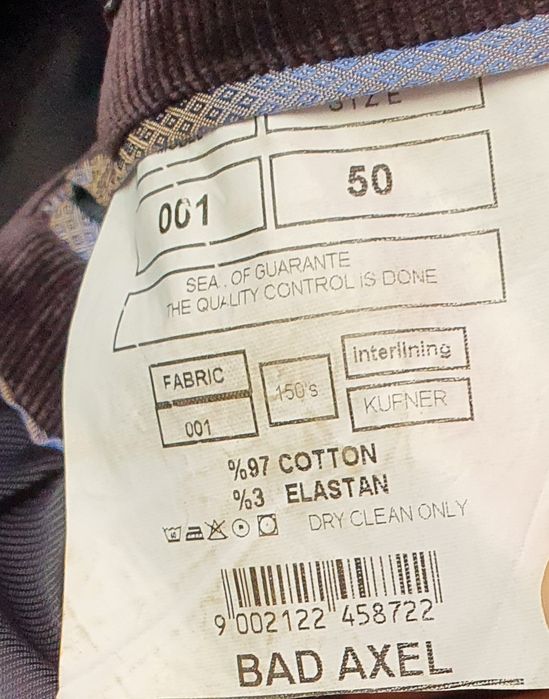 SIZE
001 50
SEA. OF GUARANTE
THE QUALITY CONTROL IS DONE
FABRIC 150's interlining
001 KUFNER
%97 COTTON
%3 ELASTAN
DRY CLEAN ONLY
9 002122 458722
BAD AXEL